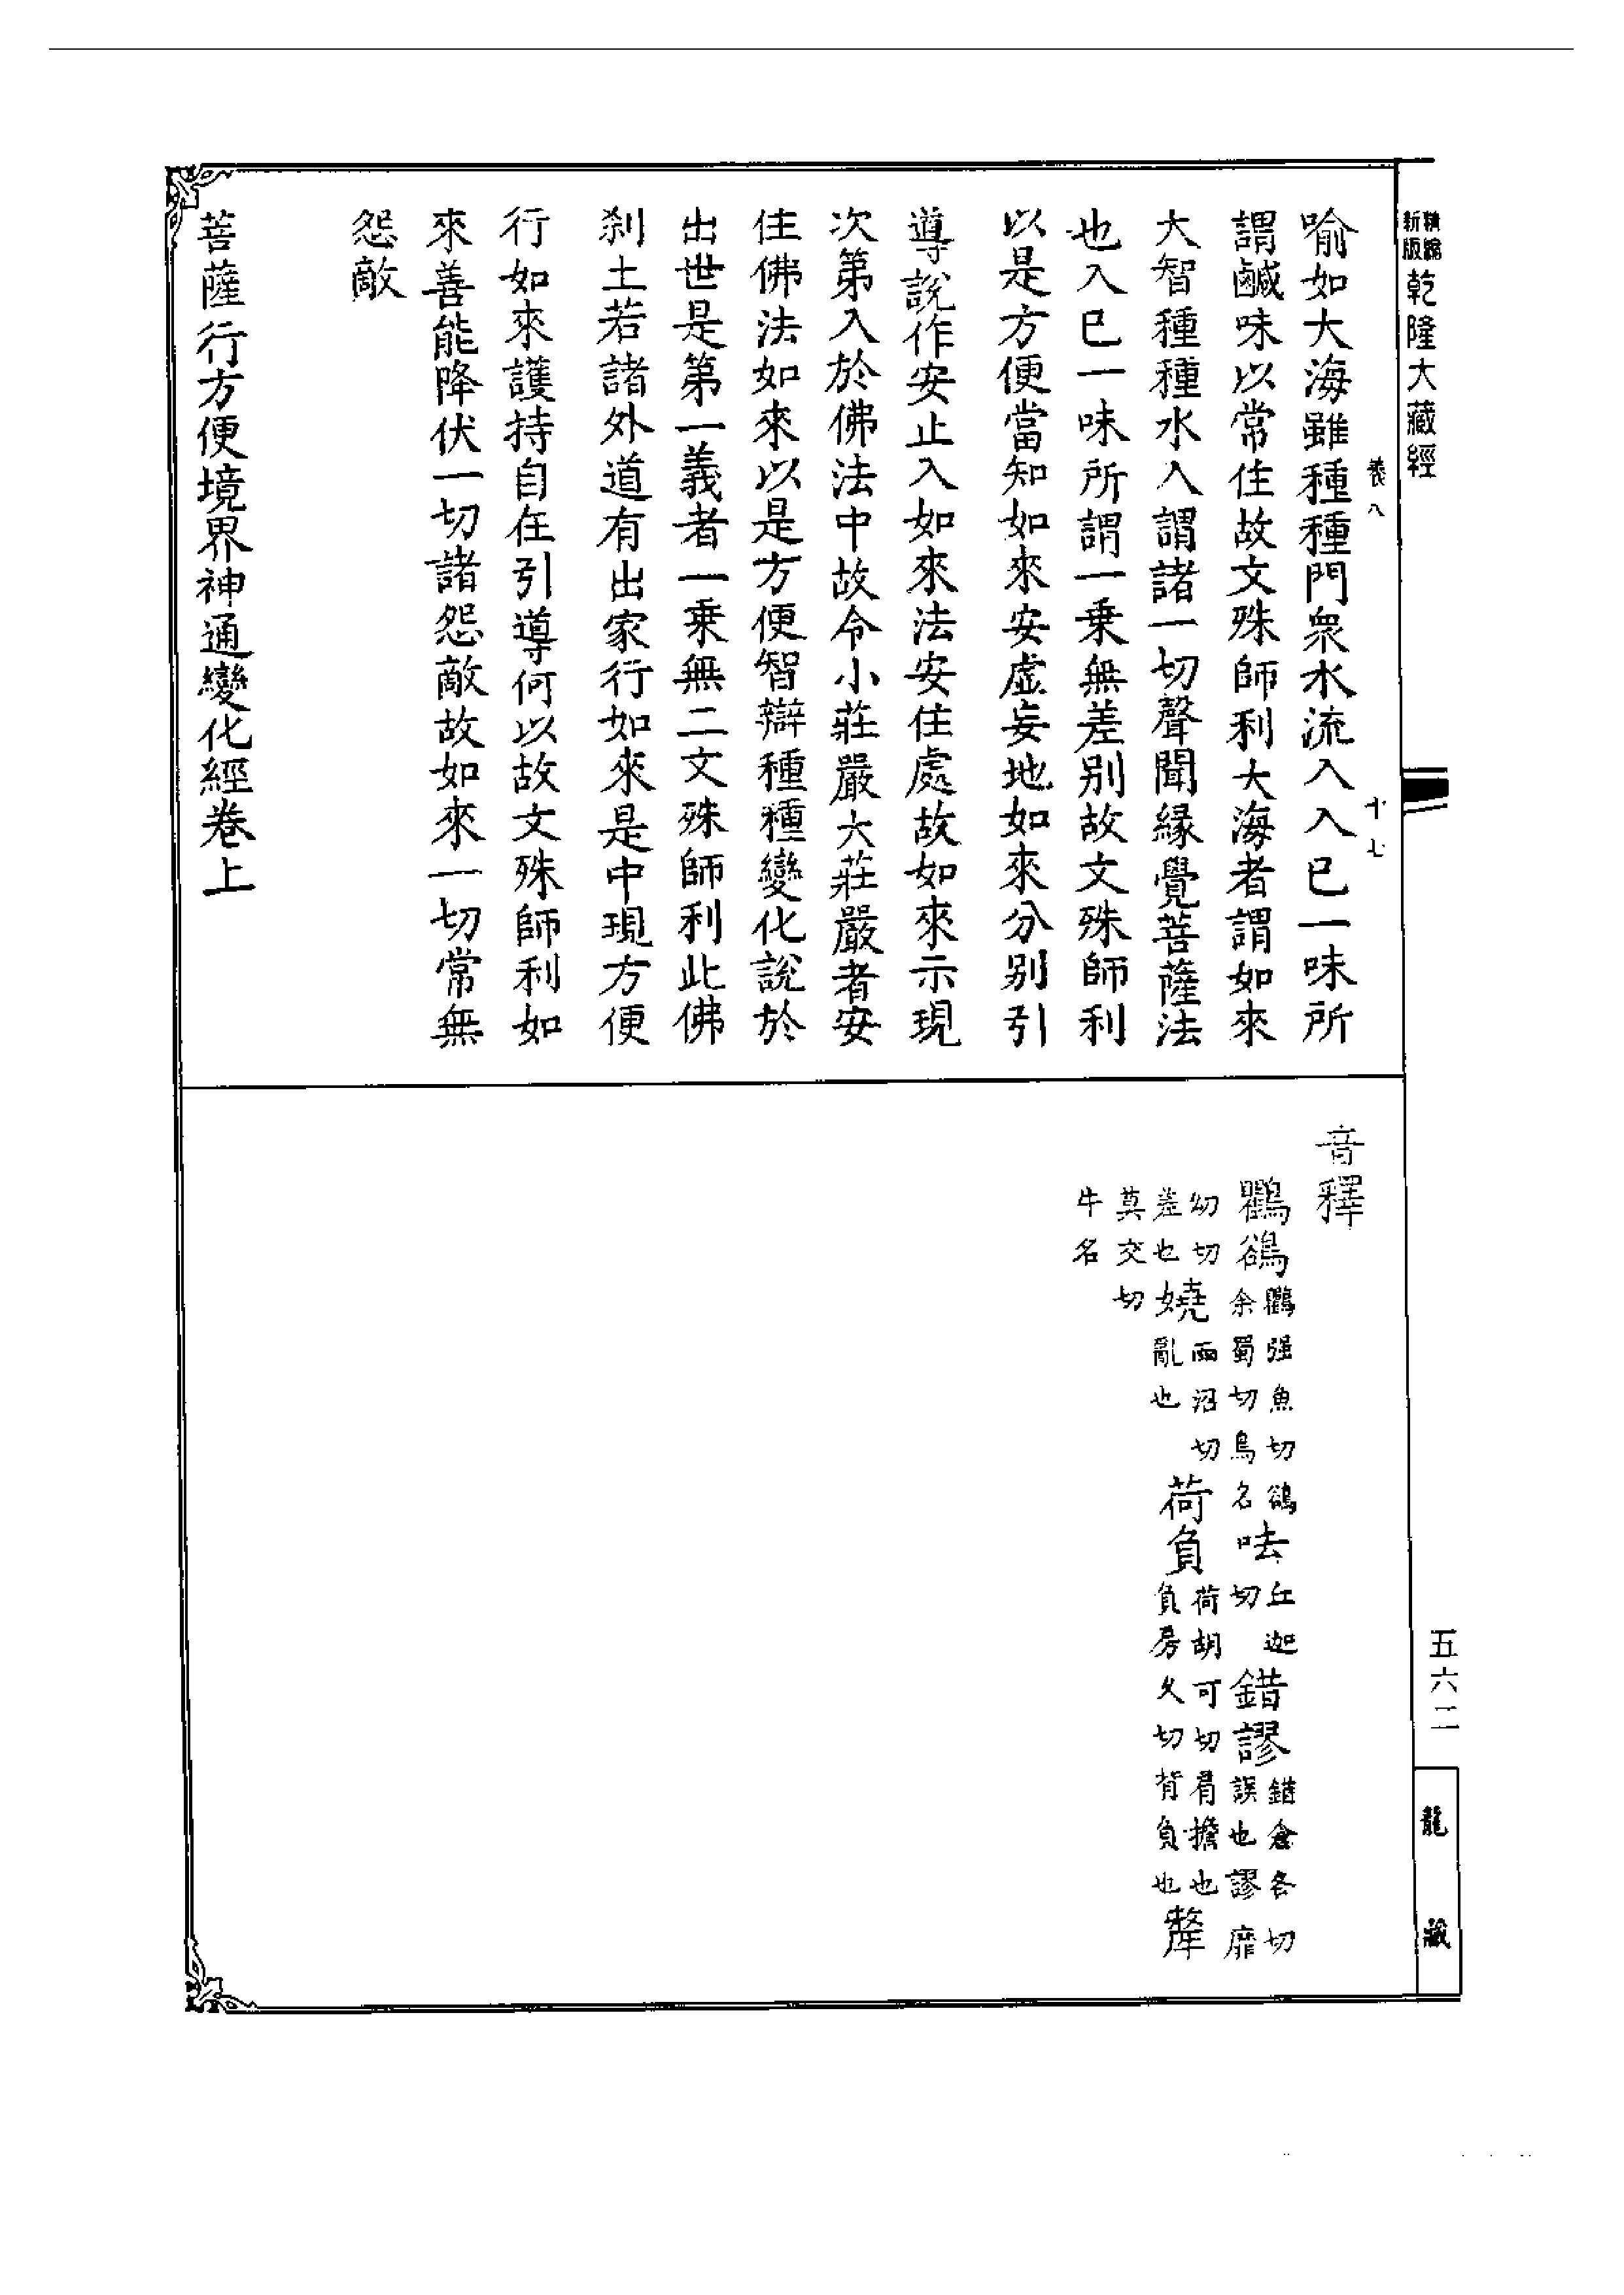 精縮新版乾隆大藏經
卷八
十七
五六二
龍藏
喻如大海雖種種門衆水流入入已一味所
謂鹹味以常住故文殊師利大海者謂如來
大智種種水入謂諸一切聲聞緣覺菩薩法
也入已一味所謂一乗無差別故文殊師利
以是方便當知如來安虛妄地如來分別引
導說作安止入如來法安住處故如來示現
次第入於佛法中故令小莊嚴大莊嚴者安
住佛法如來以是方便智辯種種變化說於
出世是第一義者一乗無二文殊師利此佛
刹土若諸外道有出家行如來是中現方便
行如來護持自在引導何以故文殊師利如
來善能降伏一切諸怨敵故如來一切常無
怨敵
菩薩行方便境界神通變化經卷上
音釋
鸜鵒鸜强魚切鵒余蜀切鳥名呿丘迦切錯謬錯倉各切誤也謬靡
幼切差也嬈而沼切亂也荷負荷胡可切肩擔也負房久切背負也犛
莫交切牛名